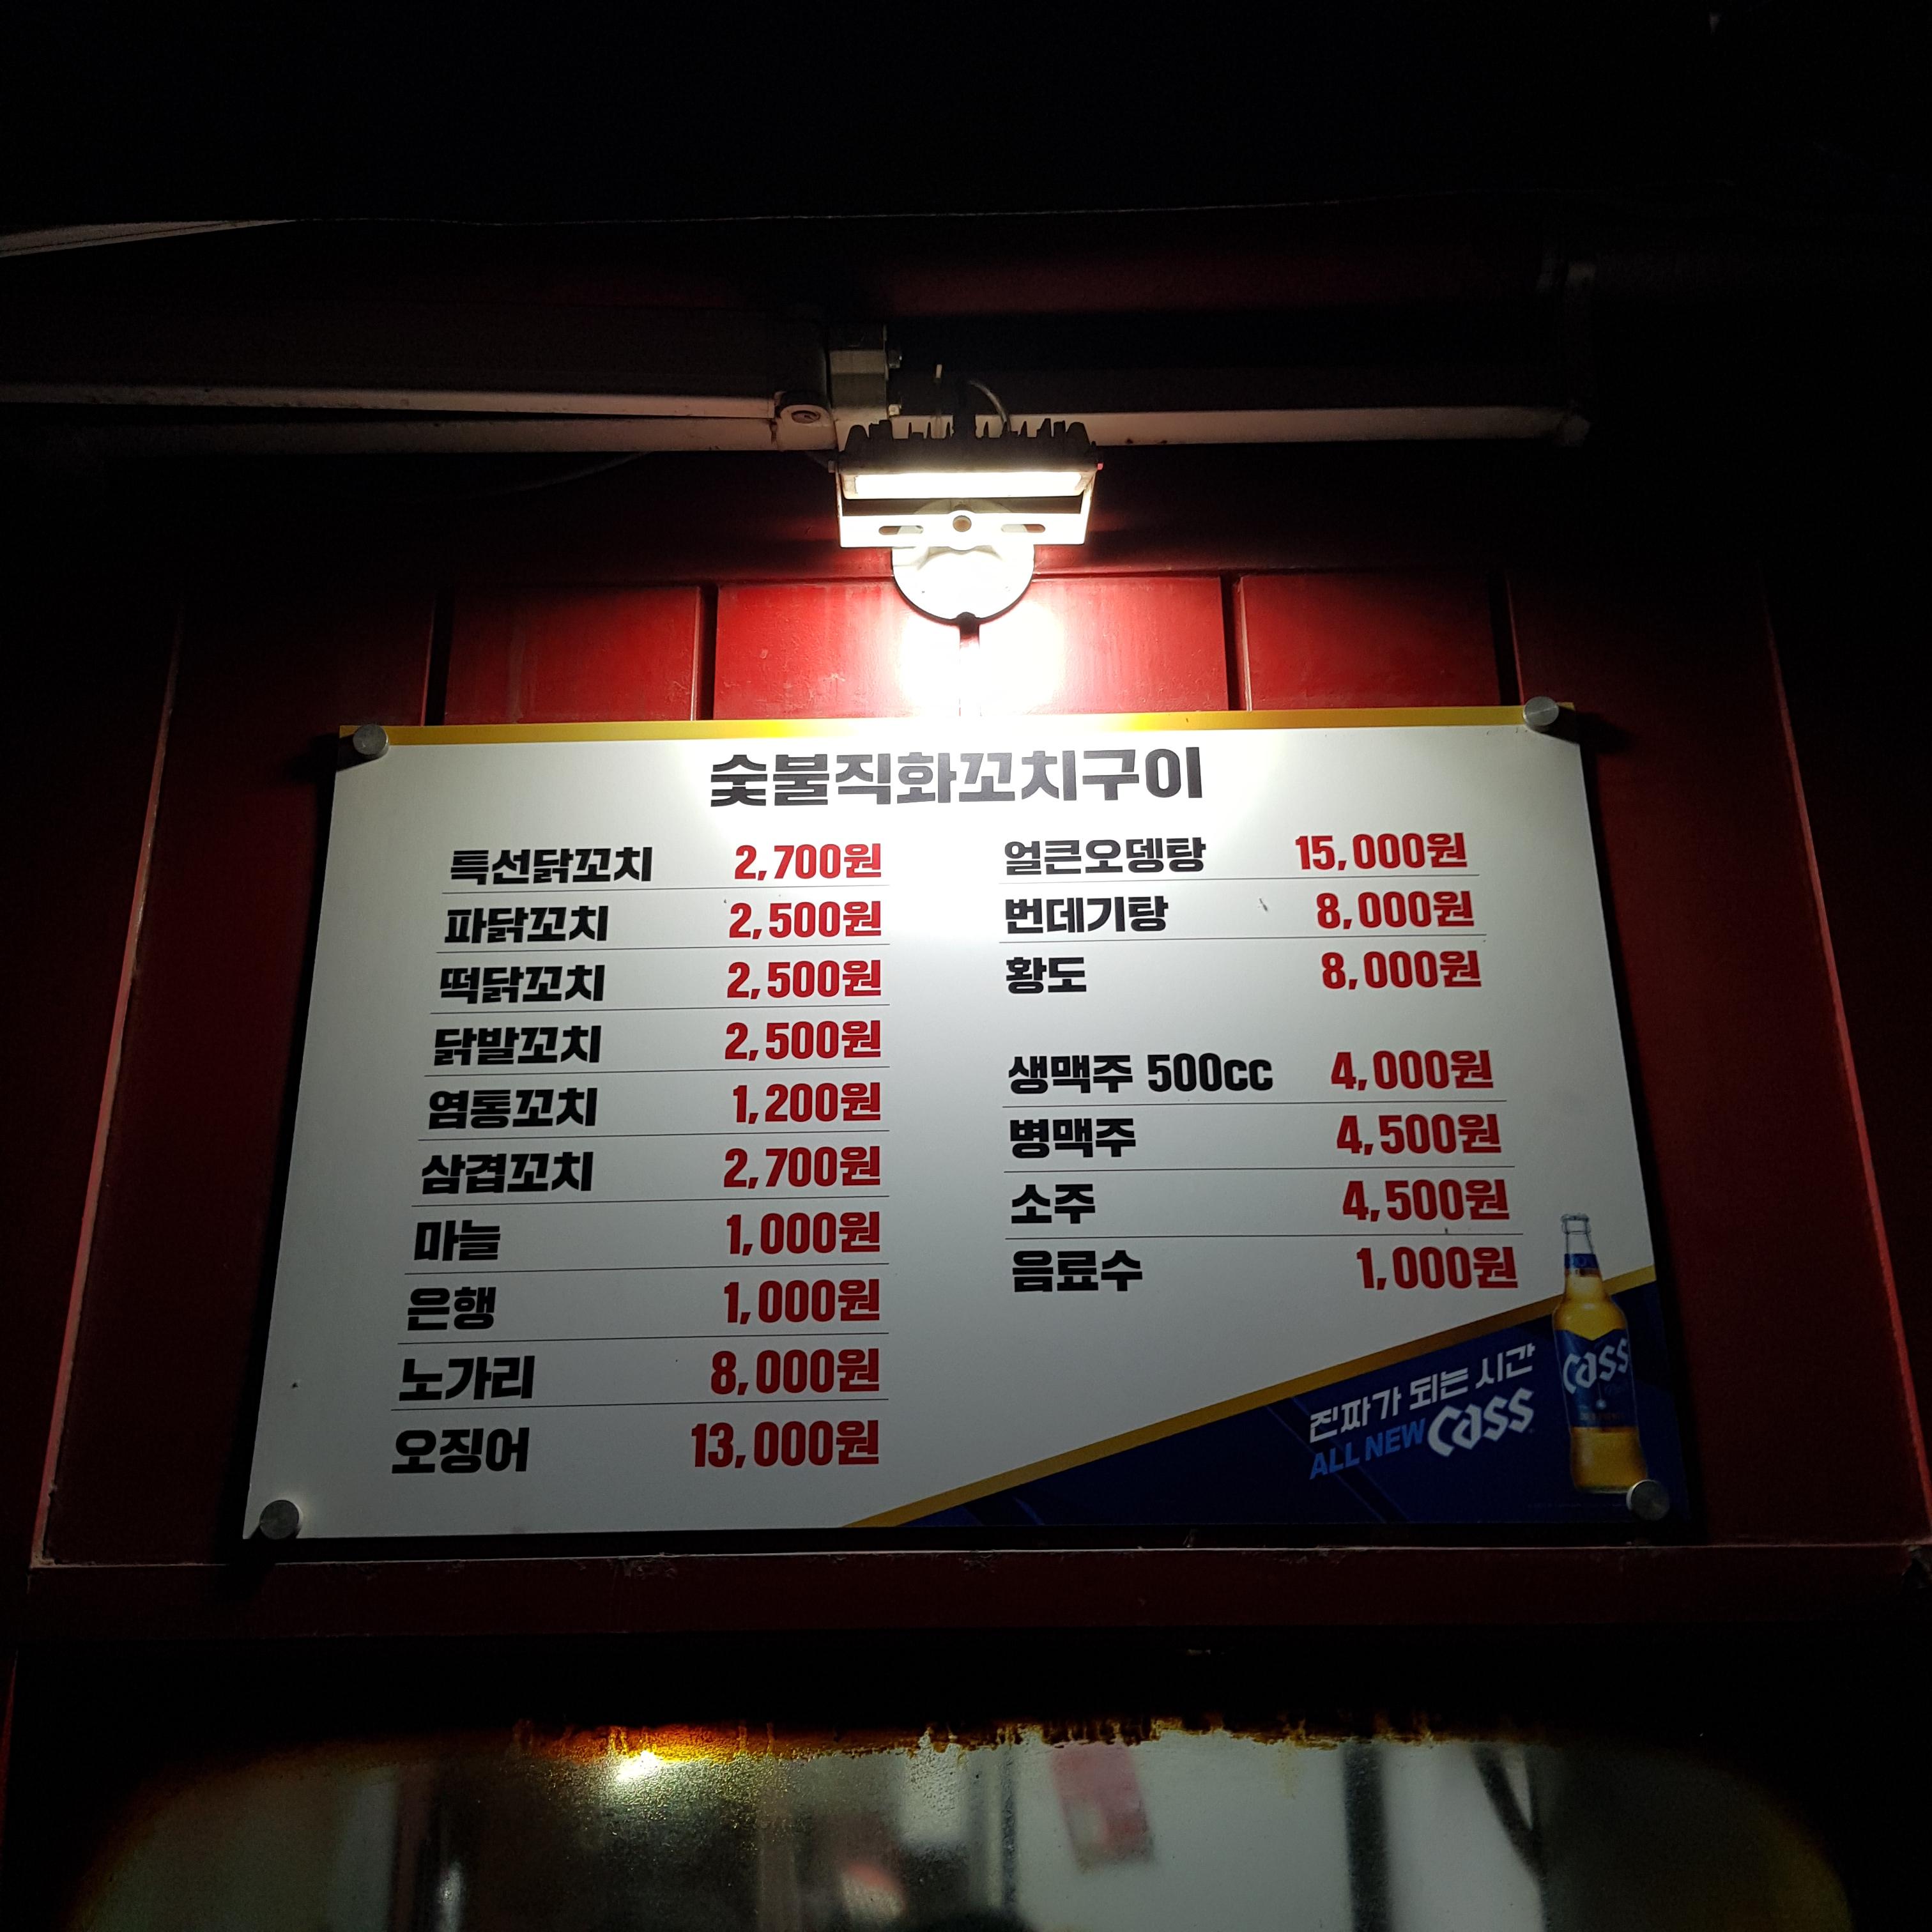 숯불직화꼬치구이
특선닭꼬치 2,700원
파닭꼬치 2,500원
떡닭꼬치 2,500원
닭발꼬치 2,500원
염통꼬치 1,200원
삼겹꼬치 2,700원
마늘 1,000원
은행 1,000원
노가리 8,000원
오징어 13,000원
얼큰오뎅탕 15,000원
번데기탕 8,000원
황도 8,000원
생맥주 500cc 4,000원
병맥주 4,500원
소주 4,500원
음료수 1,000원
진짜가 되는 시간
ALL NEW Cass
Cass